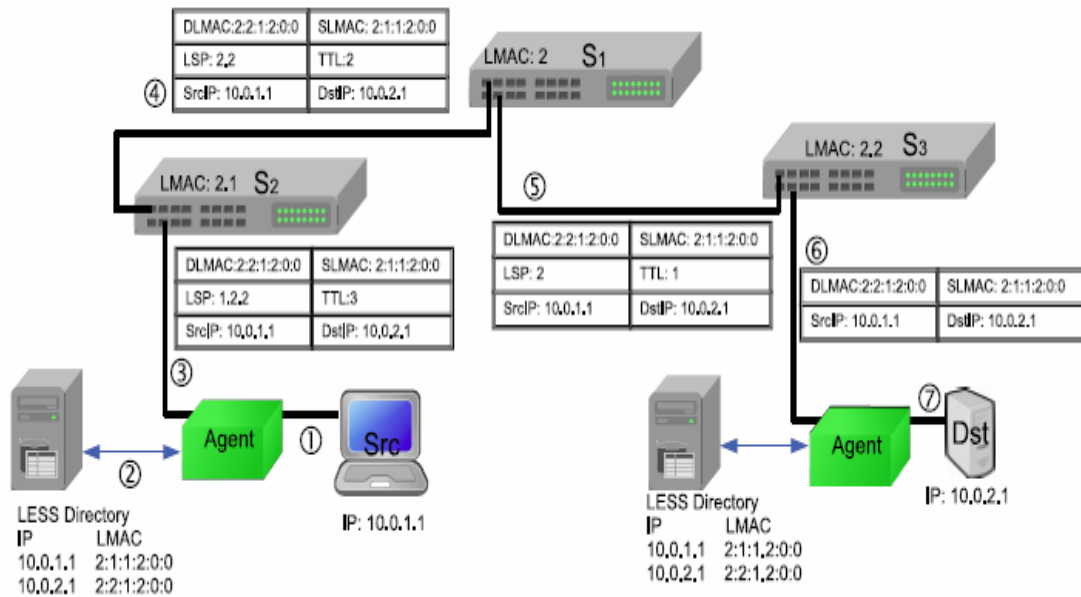 DLMAC:2:2:1:2:0:0 SLMAC: 2:1:1:2:0:0
LSP: 2.2 TTL:2
SrcIP: 10.0.1.1 DstIP: 10.0.2.1
④
LMAC: 2 S1
LMAC: 2.2 S3
LMAC: 2.1 S2
⑤
DLMAC:2:2:1:2:0:0 SLMAC: 2:1:1:2:0:0
LSP: 2 TTL: 1
SrcIP: 10.0.1.1 DstIP: 10.0.2.1
⑥
DLMAC:2:2:1:2:0:0 SLMAC: 2:1:1:2:0:0
SrcIP: 10.0.1.1 DstIP: 10.0.2.1
DLMAC:2:2:1:2:0:0 SLMAC: 2:1:1:2:0:0
LSP: 1.2.2 TTL:3
SrcIP: 10.0.1.1 DstIP: 10.0.2.1
③
Agent
①
Src
②
IP: 10.0.1.1
LESS Directory
IP LMAC
10.0.1.1 2:1:1:2:0:0
10.0.2.1 2:2:1:2:0:0
⑦
Agent
Dst
IP: 10.0.2.1
LESS Directory
IP LMAC
10.0.1.1 2:1:1.2:0:0
10.0.2.1 2:2:1.2:0:0